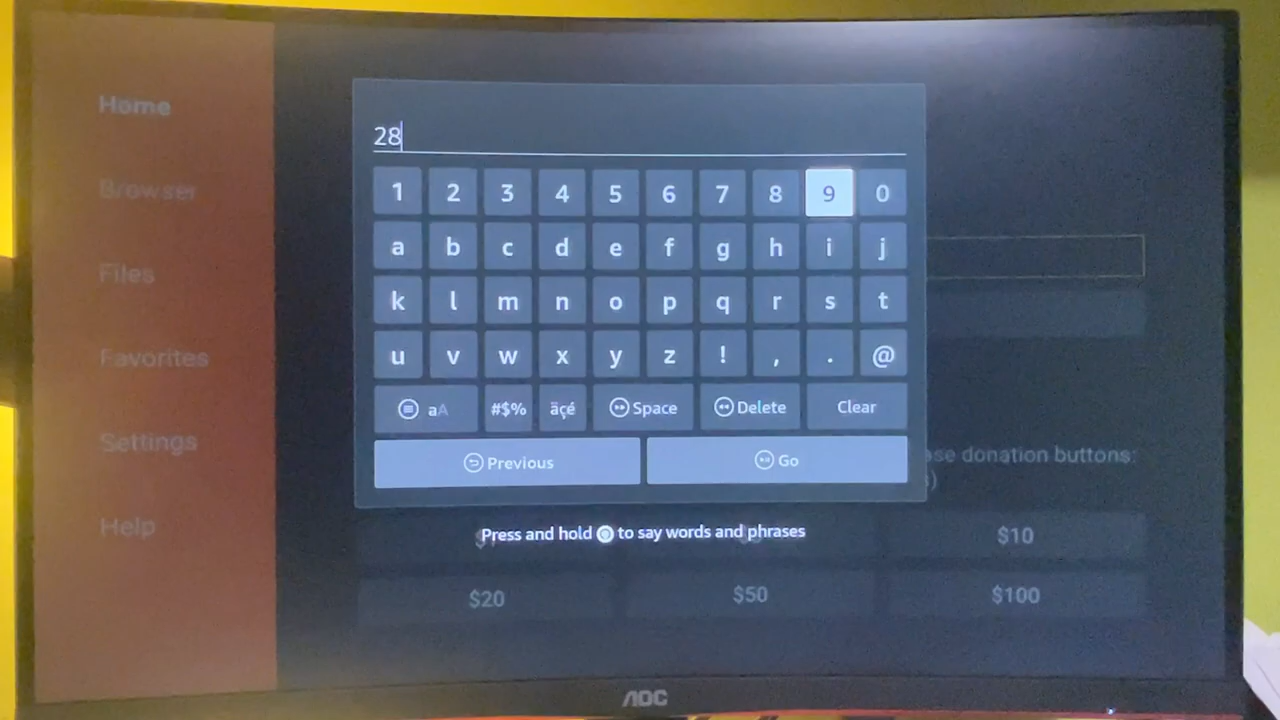 Home
Browser
Files
Favorites
Settings
Help
28
1 2 3 4 5 6 7 8 9 0
a b c d e f g h i j
k l m n o p q r s t
u v w x y z ! , . @
aA #$% äçé Space Delete Clear
Previous Go
ase donation buttons:
)
Press and hold to say words and phrases
$10
$20 $50 $100
AOC